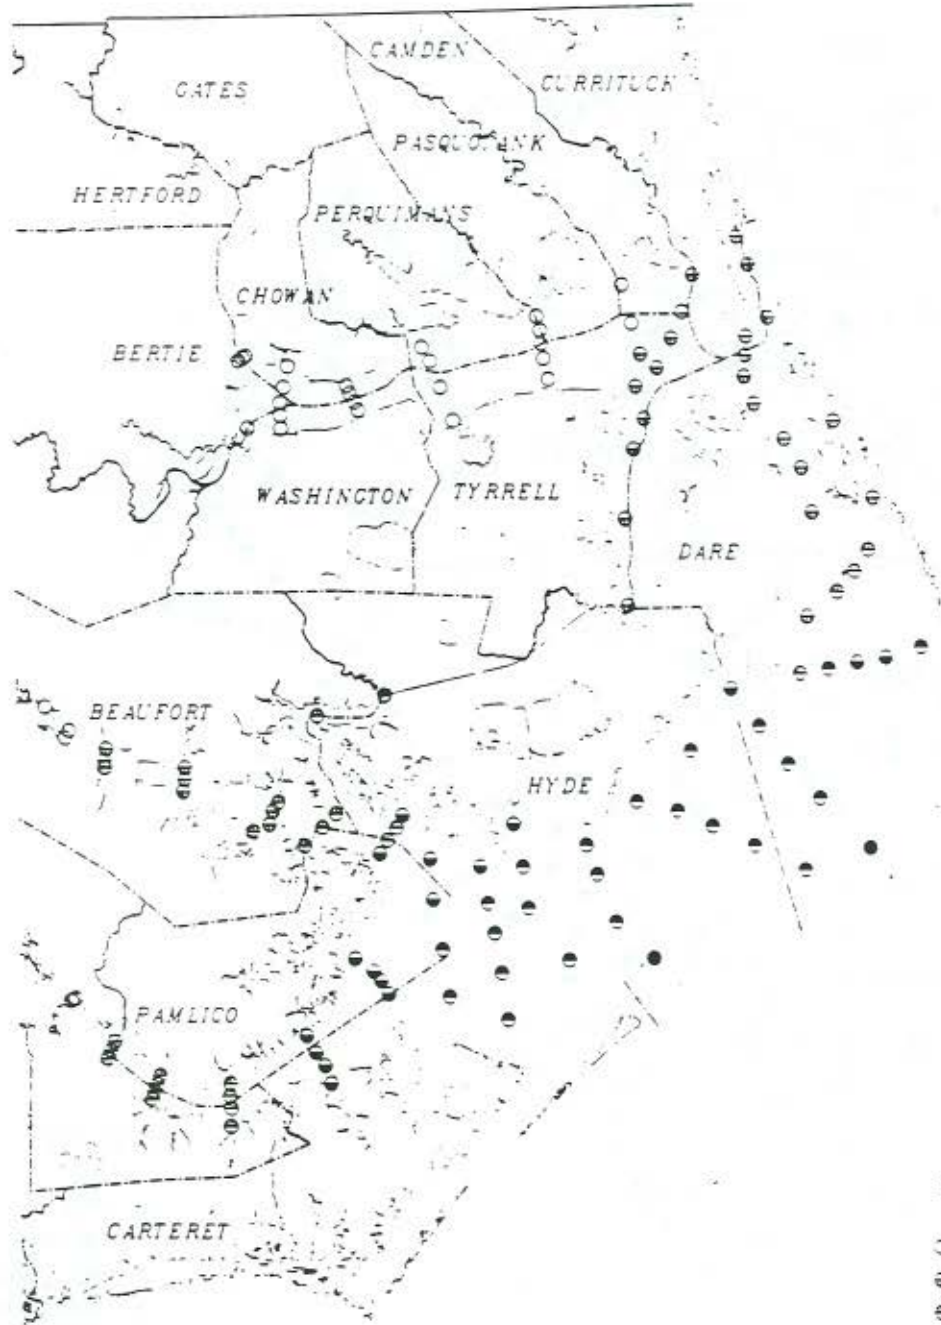 CAMDEN
GATES
CURRITUCK
PASQUOTANK
HERTFORD
PERQUIMANS
CHOWAN
BERTIE
WASHINGTON
TYRRELL
DARE
BEAUFORT
HYDE
PAMLICO
CARTERET